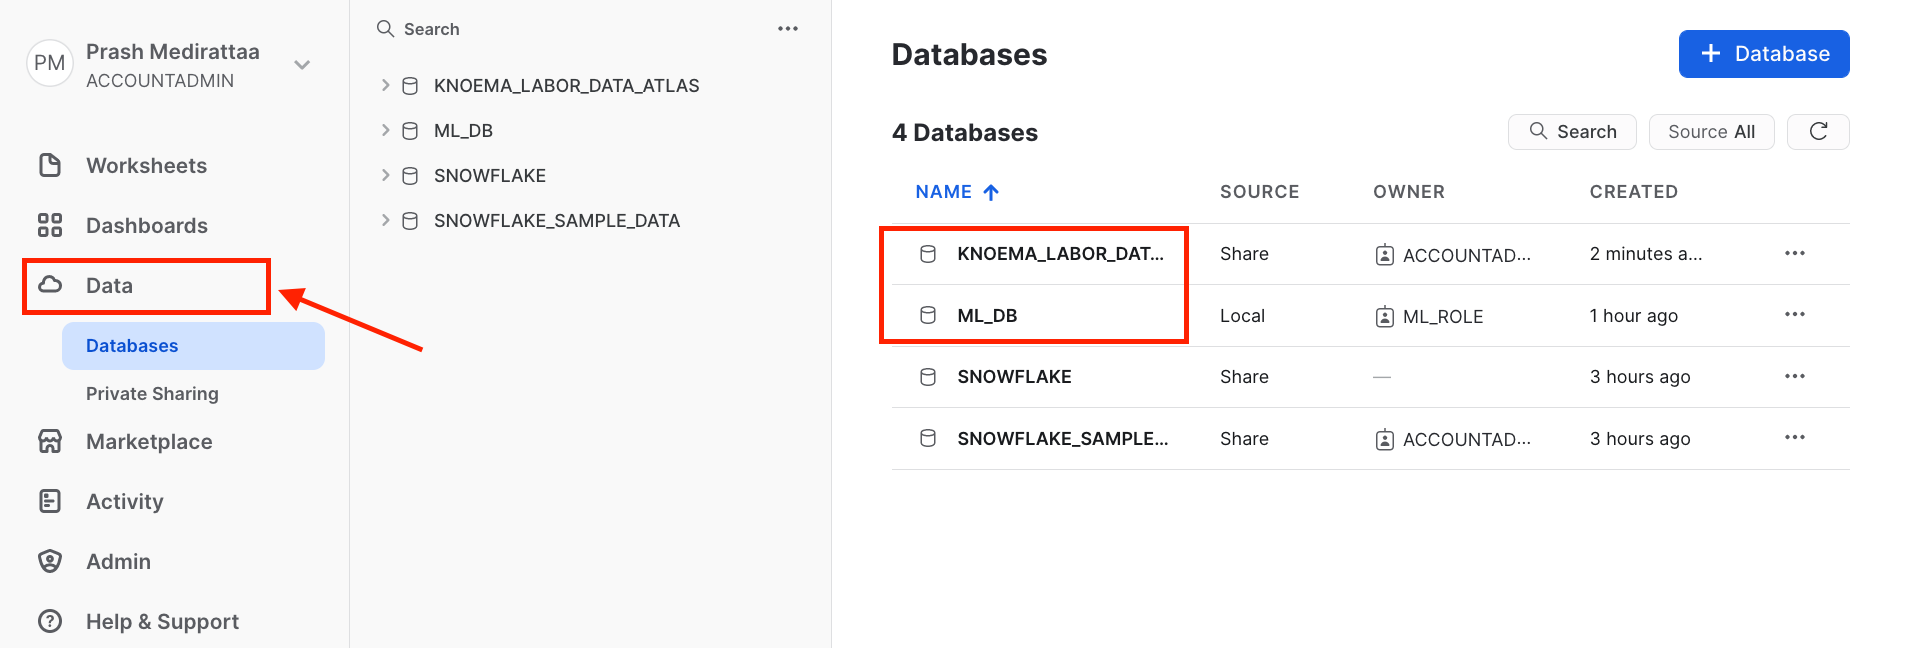 PM
Prash Medirattaa
ACCOUNTADMIN
Worksheets
Dashboards
Data
Databases
Private Sharing
Marketplace
Activity
Admin
Help & Support
Search
KNOEMA_LABOR_DATA_ATLAS
ML_DB
SNOWFLAKE
SNOWFLAKE_SAMPLE_DATA
Databases
+ Database
4 Databases
Search
Source All
NAME SOURCE OWNER CREATED
KNOEMA_LABOR_DAT... Share ACCOUNTAD... 2 minutes a...
ML_DB Local ML_ROLE 1 hour ago
SNOWFLAKE Share — 3 hours ago
SNOWFLAKE_SAMPLE... Share ACCOUNTAD... 3 hours ago